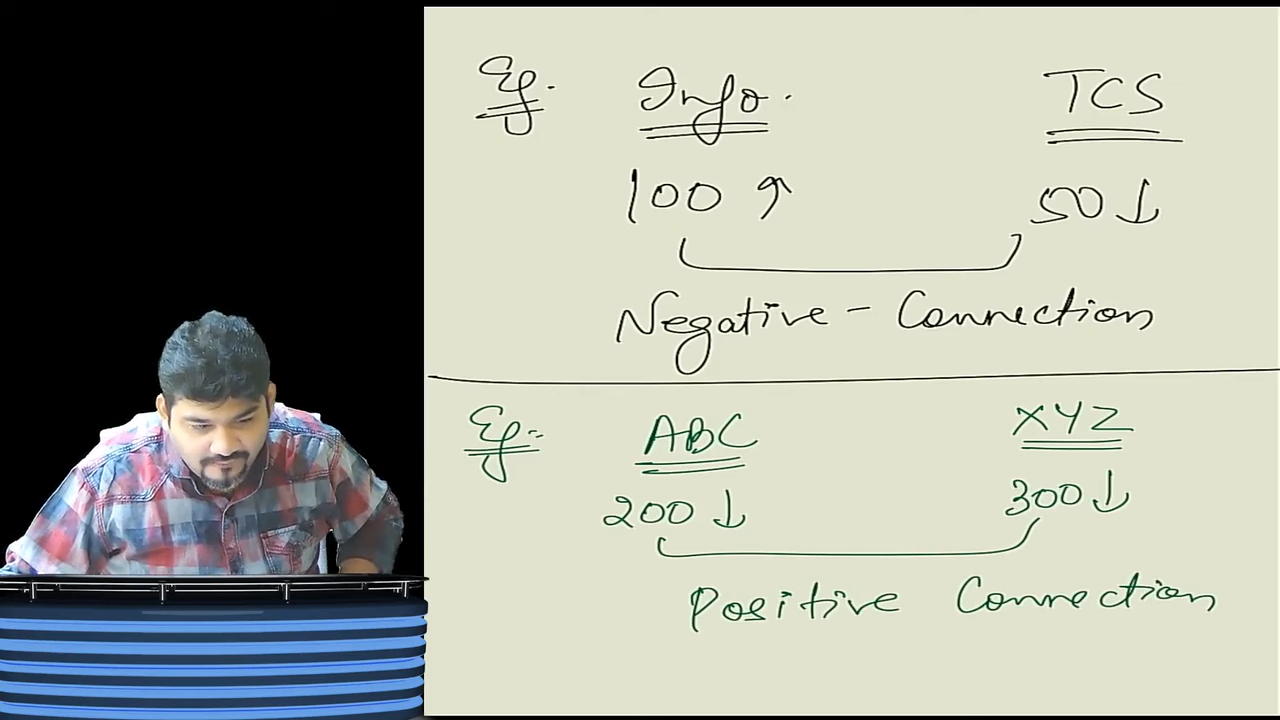 Eg. Info. TCS
100 ↑ 50 ↓
Negative - Connection
Eg:- ABC XYZ
200 ↓ 300 ↓
Positive Connection